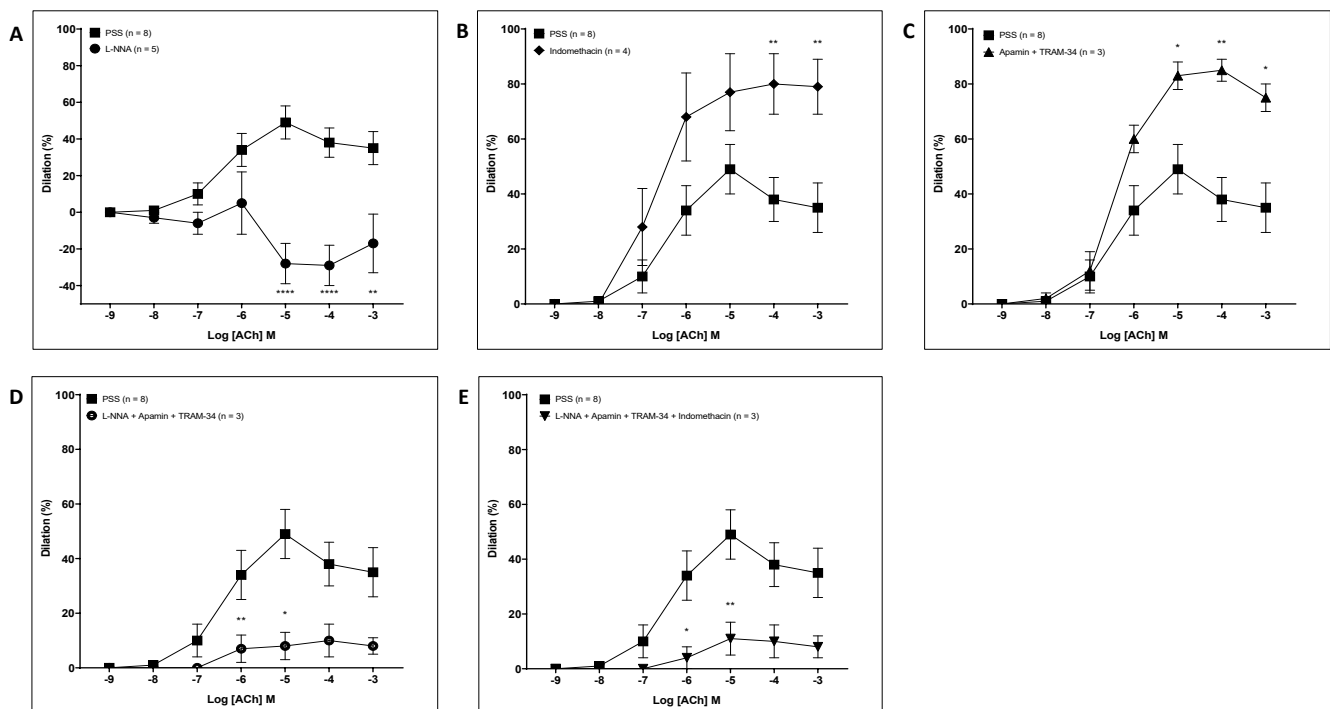 A
PSS (n = 8)
L-NNA (n = 5)
Dilation (%)
100
80
60
40
20
0
-20
-40
****
****
**
-9 -8 -7 -6 -5 -4 -3
Log [ACh] M
B
PSS (n = 8)
Indomethacin (n = 4)
Dilation (%)
100
80
60
40
20
0
** **
-9 -8 -7 -6 -5 -4 -3
Log [ACh] M
C
PSS (n = 8)
Apamin + TRAM-34 (n = 3)
Dilation (%)
100
80
60
40
20
0
* ** *
-9 -8 -7 -6 -5 -4 -3
Log [ACh] M
D
PSS (n = 8)
L-NNA + Apamin + TRAM-34 (n = 3)
Dilation (%)
100
80
60
40
20
0
** *
-9 -8 -7 -6 -5 -4 -3
Log [ACh] M
E
PSS (n = 8)
L-NNA + Apamin + TRAM-34 + Indomethacin (n = 3)
Dilation (%)
100
80
60
40
20
0
* **
-9 -8 -7 -6 -5 -4 -3
Log [ACh] M